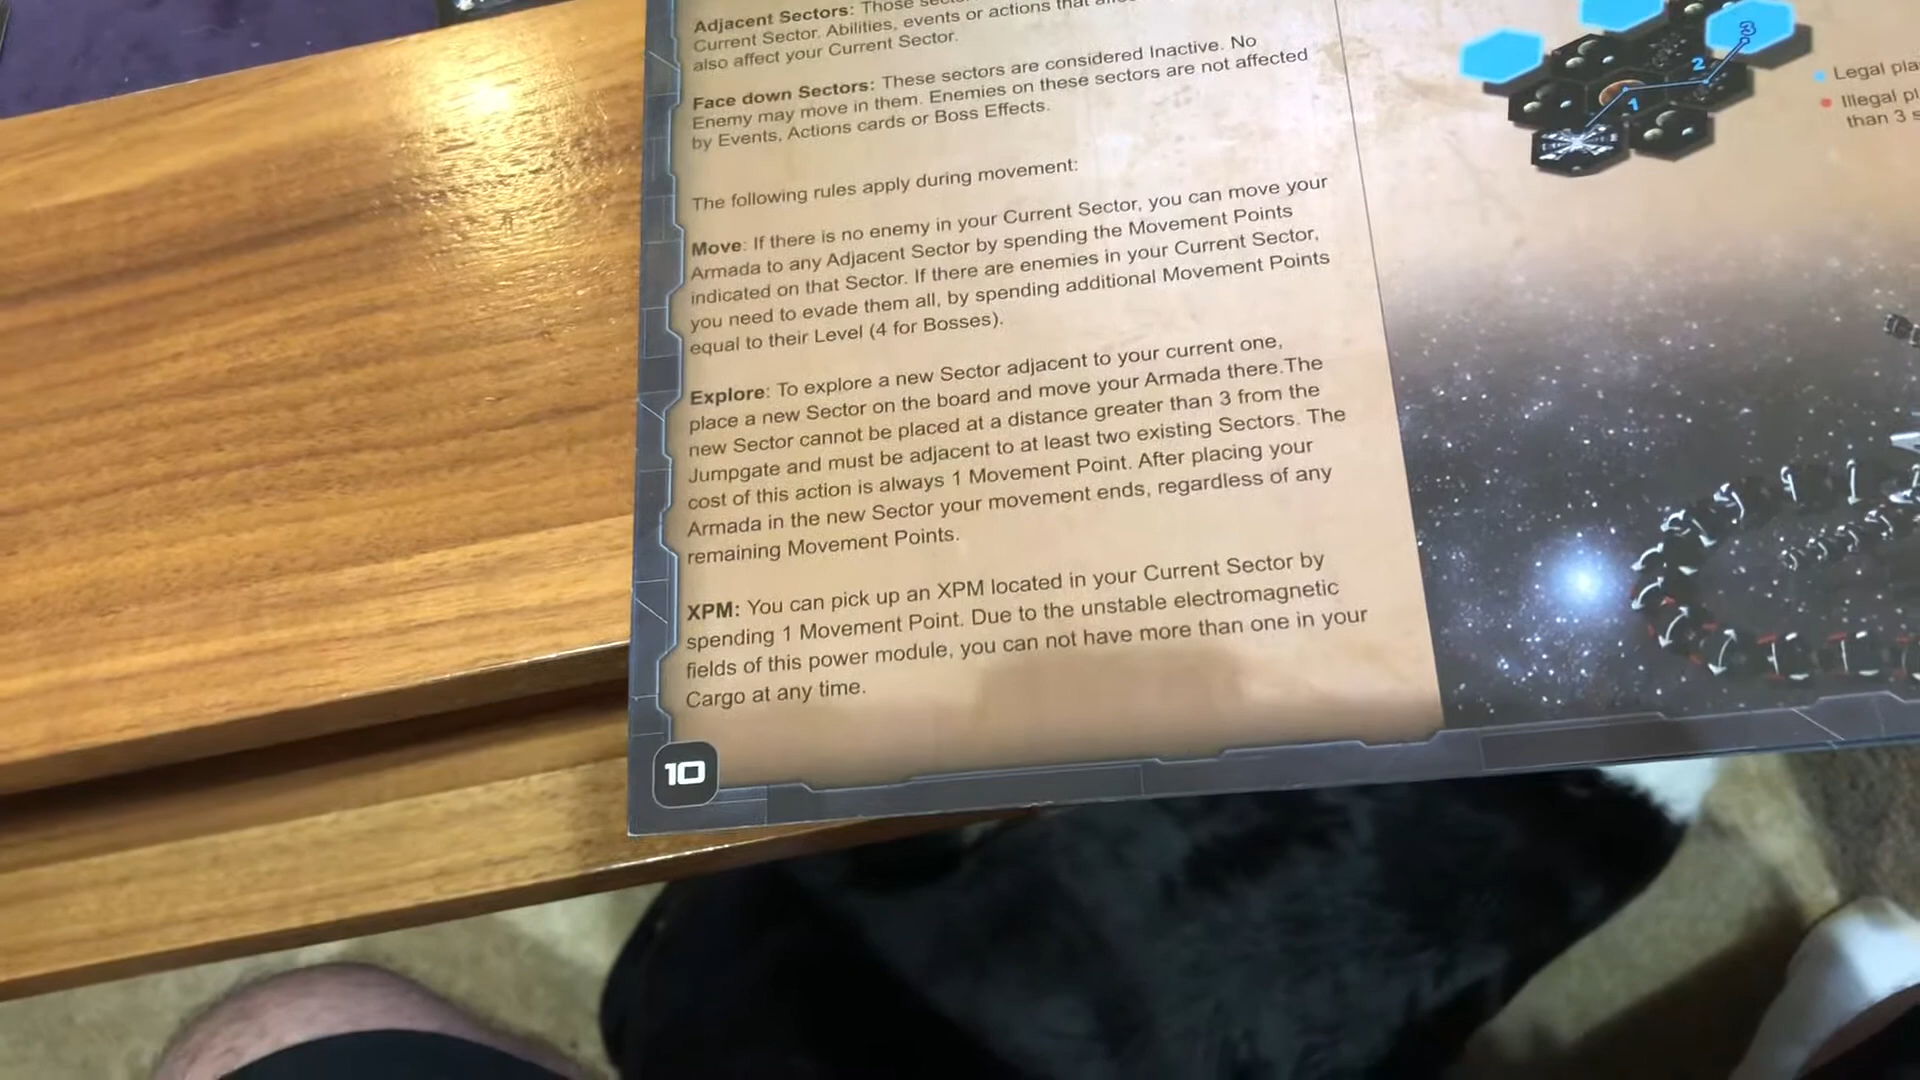 Adjacent Sectors: Those
Current Sector. Abilities, events or actions that
also affect your Current Sector.
Face down Sectors: These sectors are considered Inactive. No
Enemy may move in them. Enemies on these sectors are not affected
by Events, Actions cards or Boss Effects.
The following rules apply during movement:
Move: If there is no enemy in your Current Sector, you can move your
Armada to any Adjacent Sector by spending the Movement Points
indicated on that Sector. If there are enemies in your Current Sector,
you need to evade them all, by spending additional Movement Points
equal to their Level (4 for Bosses).
Explore: To explore a new Sector adjacent to your current one,
place a new Sector on the board and move your Armada there.The
new Sector cannot be placed at a distance greater than 3 from the
Jumpgate and must be adjacent to at least two existing Sectors. The
cost of this action is always 1 Movement Point. After placing your
Armada in the new Sector your movement ends, regardless of any
remaining Movement Points.
XPM: You can pick up an XPM located in your Current Sector by
spending 1 Movement Point. Due to the unstable electromagnetic
fields of this power module, you can not have more than one in your
Cargo at any time.
10
3
2
1
Legal
Illegal
than 3